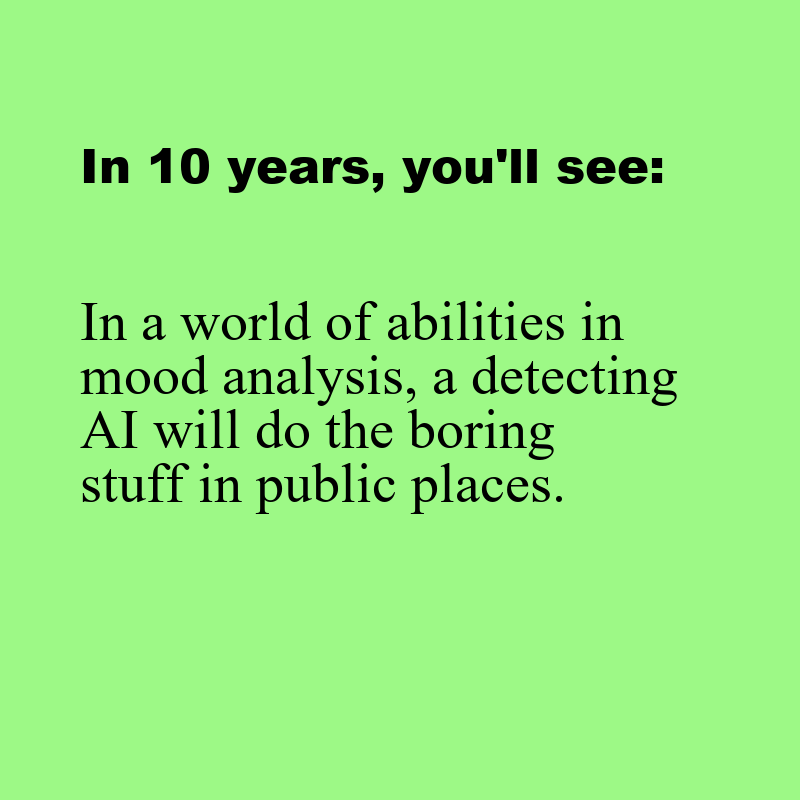 In 10 years, you'll see:
In a world of abilities in
mood analysis, a detecting
AI will do the boring
stuff in public places.